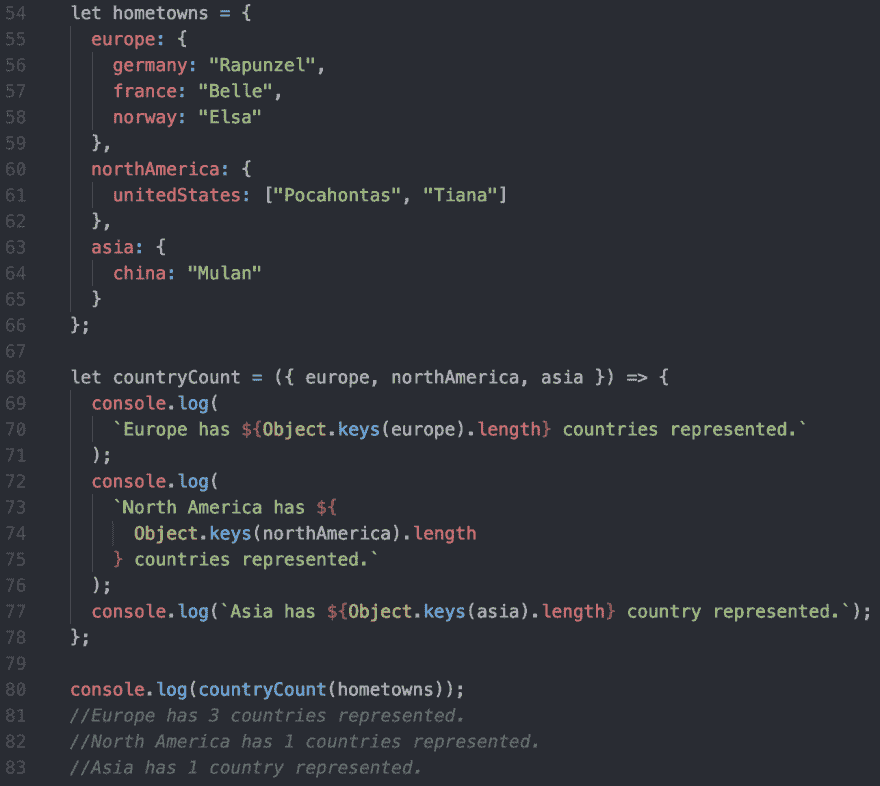 54 let hometowns = {
55 europe: {
56 germany: "Rapunzel",
57 france: "Belle",
58 norway: "Elsa"
59 },
60 northAmerica: {
61 unitedStates: ["Pocahontas", "Tiana"]
62 },
63 asia: {
64 china: "Mulan"
65 }
66 };
67
68 let countryCount = ({ europe, northAmerica, asia }) => {
69 console.log(
70 `Europe has ${Object.keys(europe).length} countries represented.`
71 );
72 console.log(
73 `North America has ${
74 Object.keys(northAmerica).length
75 } countries represented.`
76 );
77 console.log(`Asia has ${Object.keys(asia).length} country represented.`);
78 };
79
80 console.log(countryCount(hometowns));
81 //Europe has 3 countries represented.
82 //North America has 1 countries represented.
83 //Asia has 1 country represented.